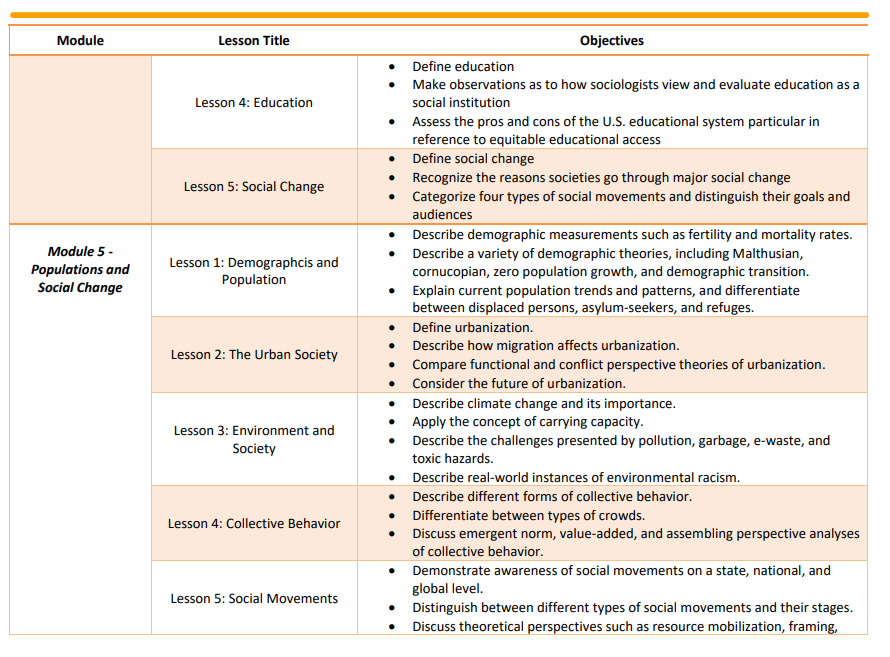 Module Lesson Title Objectives
Lesson 4: Education
• Define education
• Make observations as to how sociologists view and evaluate education as a
social institution
• Assess the pros and cons of the U.S. educational system particular in
reference to equitable educational access
Lesson 5: Social Change
• Define social change
• Recognize the reasons societies go through major social change
• Categorize four types of social movements and distinguish their goals and
audiences
Module 5 -
Populations and
Social Change
Lesson 1: Demographcis and
Population
• Describe demographic measurements such as fertility and mortality rates.
• Describe a variety of demographic theories, including Malthusian,
cornucopian, zero population growth, and demographic transition.
• Explain current population trends and patterns, and differentiate
between displaced persons, asylum-seekers, and refuges.
Lesson 2: The Urban Society
• Define urbanization.
• Describe how migration affects urbanization.
• Compare functional and conflict perspective theories of urbanization.
• Consider the future of urbanization.
Lesson 3: Environment and
Society
• Describe climate change and its importance.
• Apply the concept of carrying capacity.
• Describe the challenges presented by pollution, garbage, e-waste, and
toxic hazards.
• Describe real-world instances of environmental racism.
Lesson 4: Collective Behavior
• Describe different forms of collective behavior.
• Differentiate between types of crowds.
• Discuss emergent norm, value-added, and assembling perspective analyses
of collective behavior.
Lesson 5: Social Movements
• Demonstrate awareness of social movements on a state, national, and
global level.
• Distinguish between different types of social movements and their stages.
• Discuss theoretical perspectives such as resource mobilization, framing,